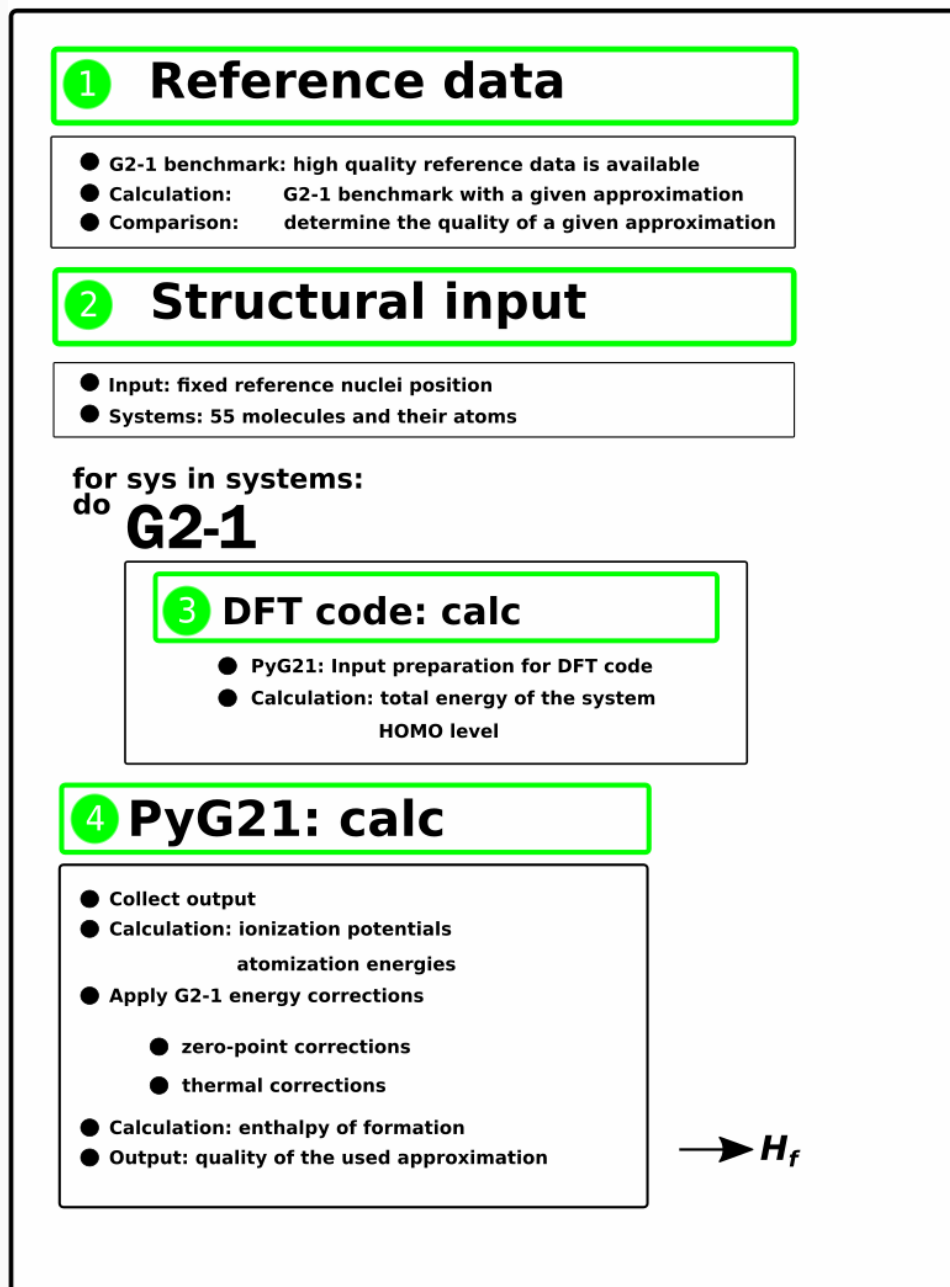 1 Reference data
G2-1 benchmark: high quality reference data is available
Calculation: G2-1 benchmark with a given approximation
Comparison: determine the quality of a given approximation
2 Structural input
Input: fixed reference nuclei position
Systems: 55 molecules and their atoms
for sys in systems:
do
G2-1
3 DFT code: calc
PyG21: Input preparation for DFT code
Calculation: total energy of the system
HOMO level
4 PyG21: calc
Collect output
Calculation: ionization potentials
atomization energies
Apply G2-1 energy corrections
zero-point corrections
thermal corrections
Calculation: enthalpy of formation
Output: quality of the used approximation
H_f